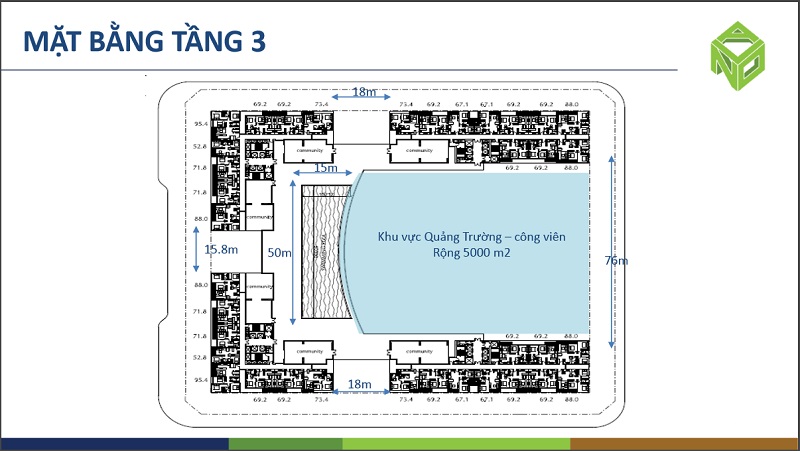 MẶT BẰNG TẦNG 3
AND
18m
69.2 69.2 73.4 73.4 69.2 67.1 67.1 69.2 69.2 88.0
95.4
52.8
71.8
71.8
88.0
community community
69.2 69.2
15m
community
15.8m
50m
Khu vực Quảng Trường – công viên
Rộng 5000 m2
76m
88.0
71.8
71.8
52.8
95.4
community
69.2 69.2
community community
18m
69.2 69.2 73.4 73.4 69.2 67.1 67.1 69.2 69.2 88.0